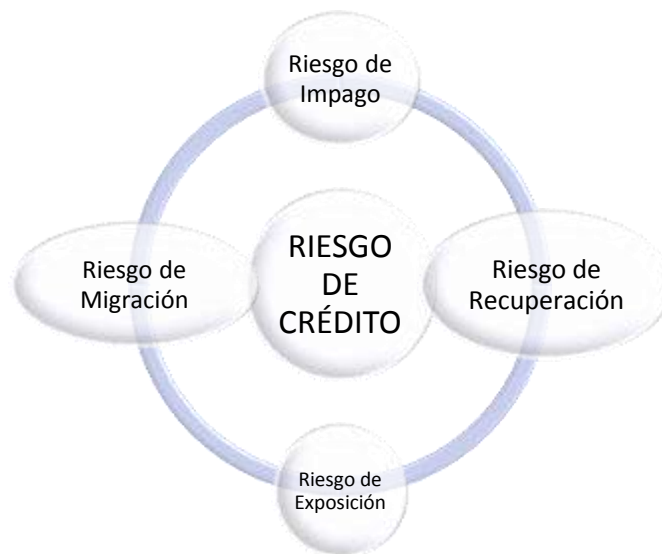 Riesgo de
Impago
Riesgo de
Migración
RIESGO
DE
CRÉDITO
Riesgo de
Recuperación
Riesgo de
Exposición